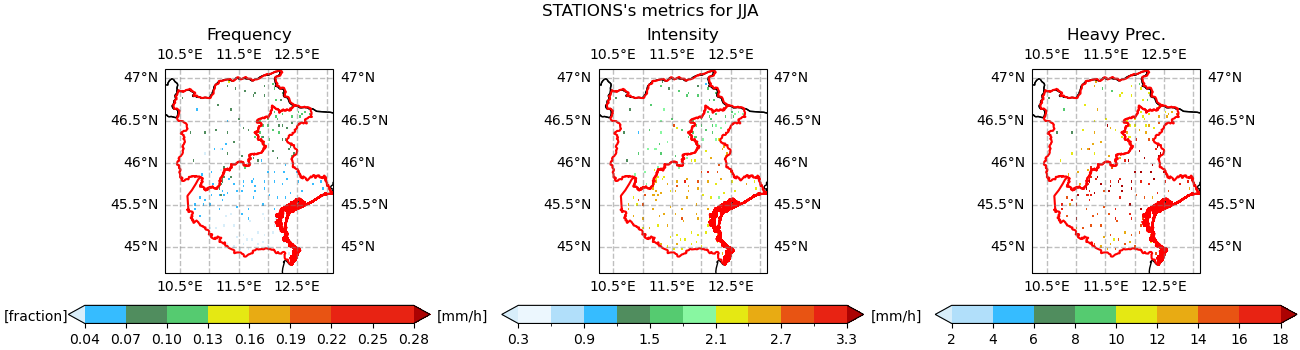 STATIONS's metrics for JJA
Frequency Intensity Heavy Prec.
10.5°E 11.5°E 12.5°E 10.5°E 11.5°E 12.5°E 10.5°E 11.5°E 12.5°E
47°N 47°N 47°N 47°N 47°N 47°N
46.5°N 46.5°N 46.5°N 46.5°N 46.5°N 46.5°N
46°N 46°N 46°N 46°N 46°N 46°N
45.5°N 45.5°N 45.5°N 45.5°N 45.5°N 45.5°N
45°N 45°N 45°N 45°N 45°N 45°N
10.5°E 11.5°E 12.5°E 10.5°E 11.5°E 12.5°E 10.5°E 11.5°E 12.5°E
[fraction] [mm/h] [mm/h]
0.04 0.07 0.10 0.13 0.16 0.19 0.22 0.25 0.28 0.3 0.9 1.5 2.1 2.7 3.3 2 4 6 8 10 12 14 16 18